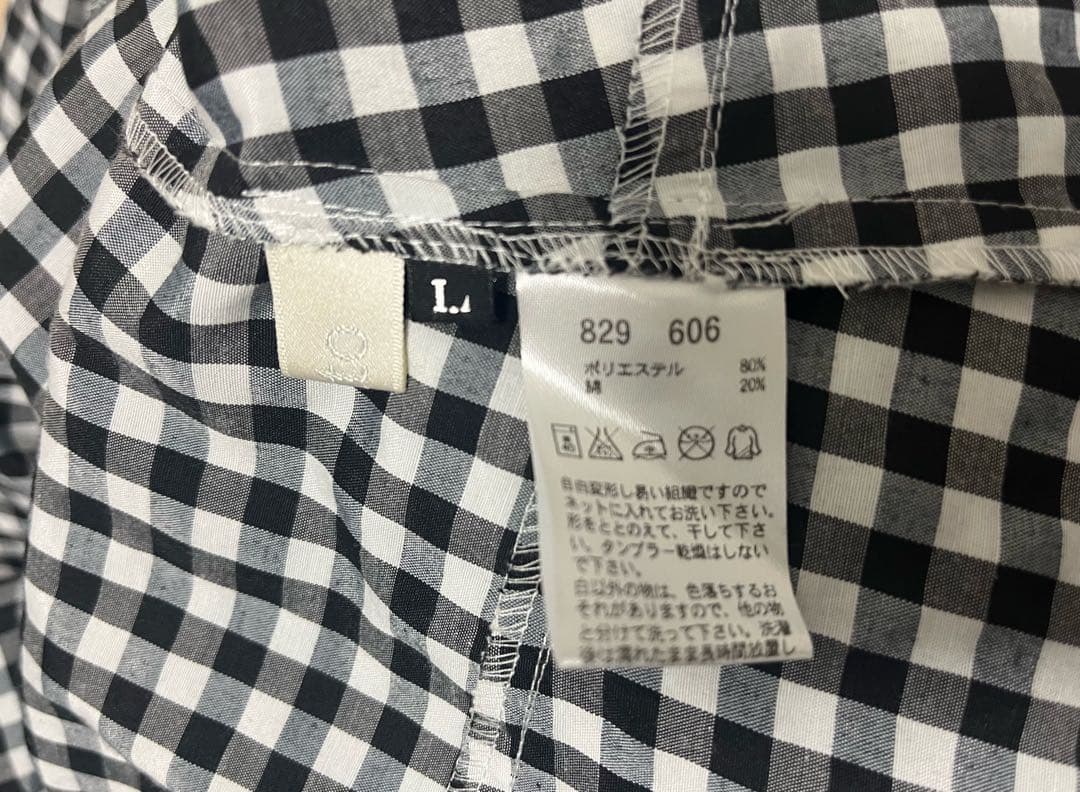 L
829 606
ポリエステル 80%
綿 20%
自由変形し易い組織ですので
ネットに入れてお洗い下さい。
形をととのえて、干して下さ
い。タンブラー乾燥はしない
で下さい。
白以外の物は、色落ちするお
それがありますので、他の物
と分けて洗って下さい。洗濯
後は濡れたまま長時間放置し